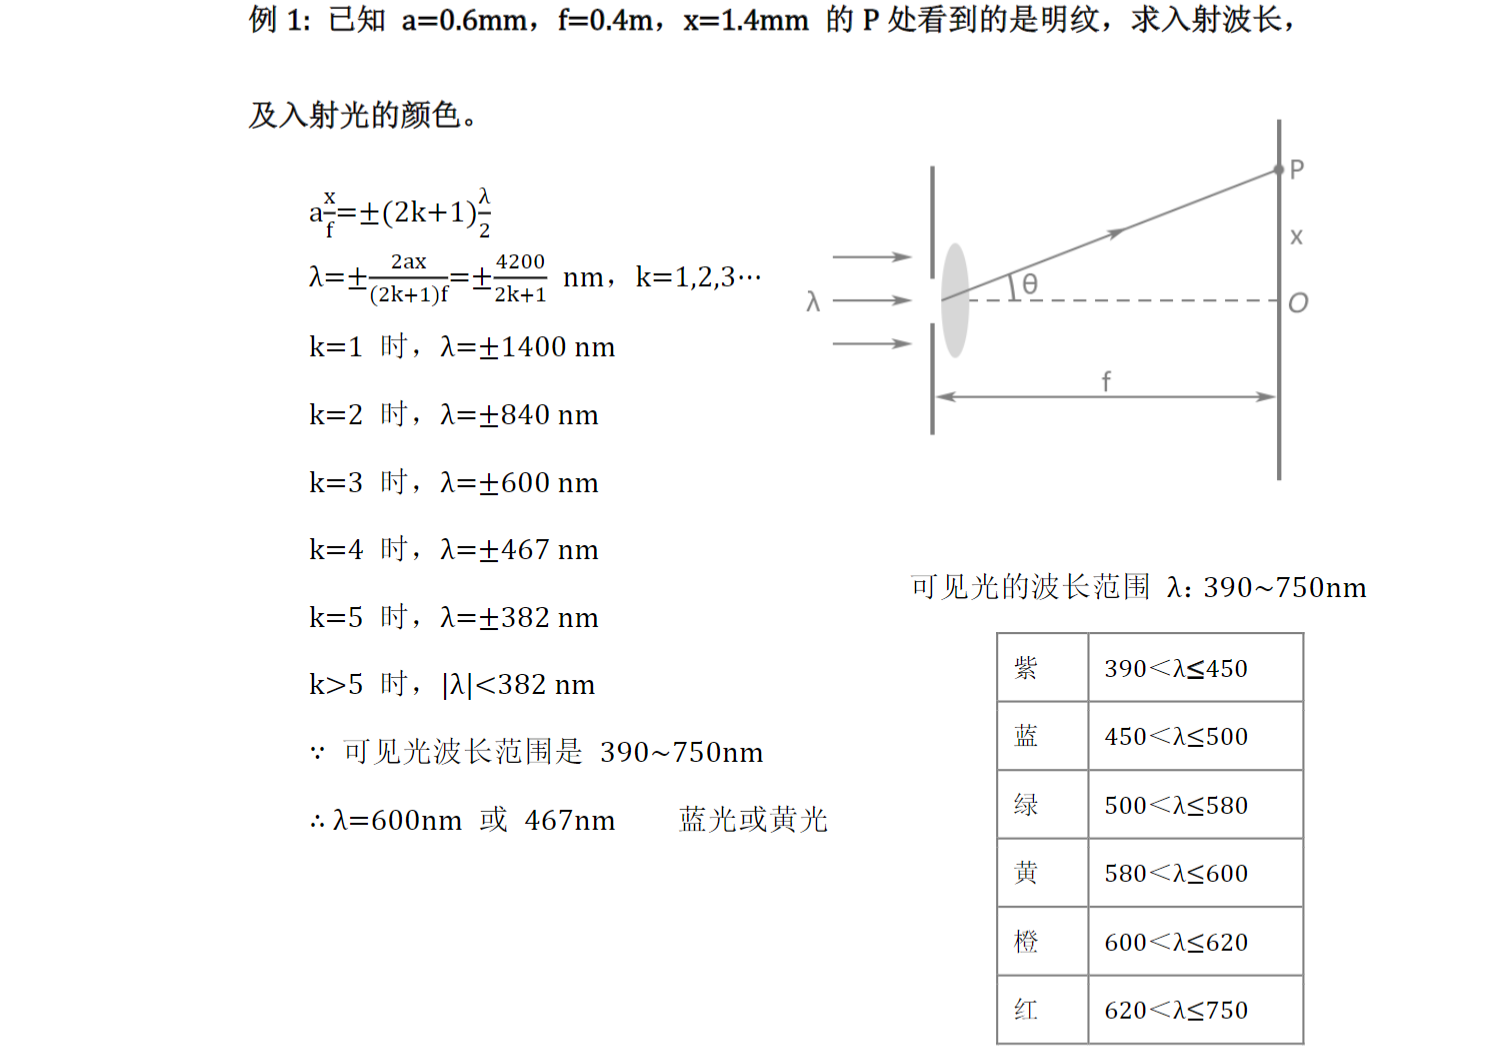 例 1：已知 a=0.6mm，f=0.4m，x=1.4mm 的 P 处看到的是明纹，求入射波长，
及入射光的颜色。
a\frac{x}{f}=±(2k+1)\frac{λ}{2}
λ=±\frac{2ax}{(2k+1)f}=±\frac{4200}{2k+1} nm，k=1,2,3⋯
k=1 时，λ=±1400 nm
k=2 时，λ=±840 nm
k=3 时，λ=±600 nm
k=4 时，λ=±467 nm
k=5 时，λ=±382 nm
k>5 时，|λ|<382 nm
∵ 可见光波长范围是 390~750nm
∴ λ=600nm 或 467nm 蓝光或黄光
P
x
θ
λ
O
f
可见光的波长范围 λ：390~750nm
紫 390＜λ≤450
蓝 450＜λ≤500
绿 500＜λ≤580
黄 580＜λ≤600
橙 600＜λ≤620
红 620＜λ≤750